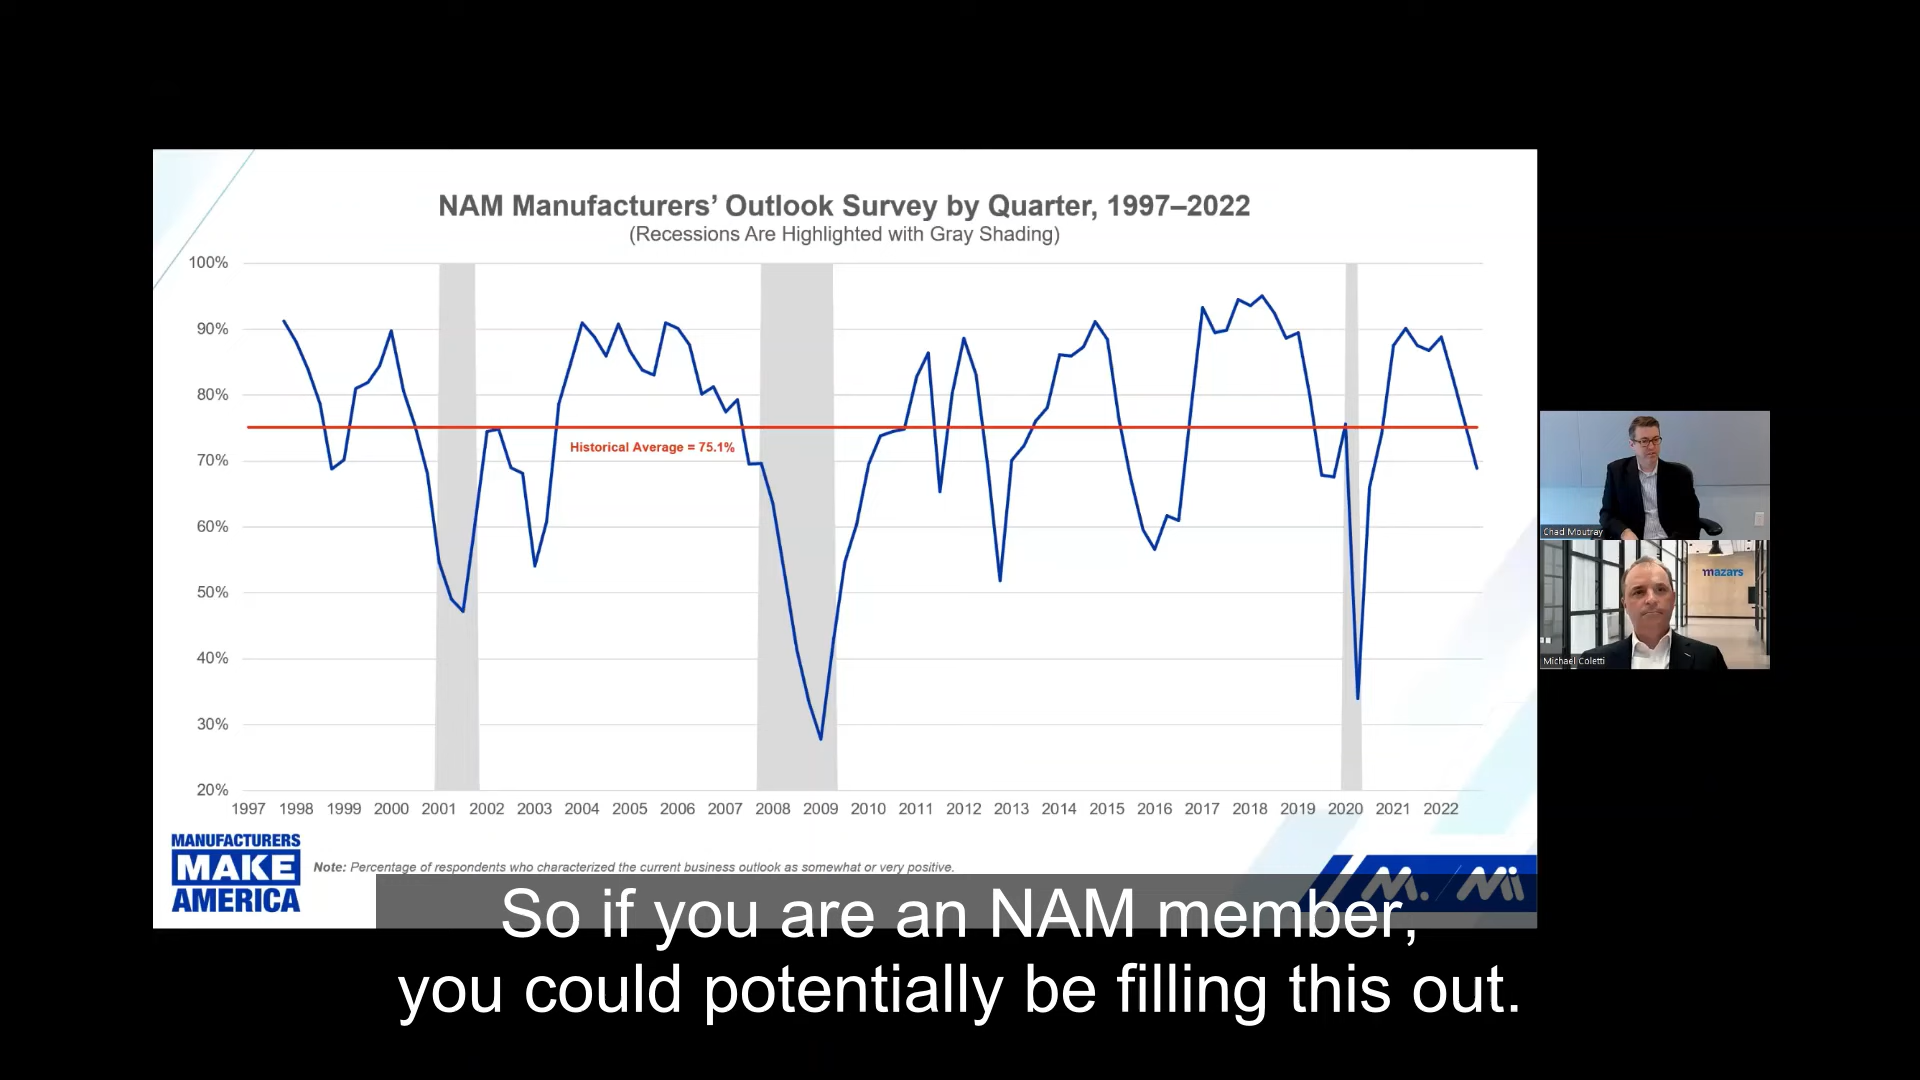 NAM Manufacturers’ Outlook Survey by Quarter, 1997–2022
(Recessions Are Highlighted with Gray Shading)
100%
90%
80%
70%
60%
50%
40%
30%
20%
Historical Average = 75.1%
1997 1998 1999 2000 2001 2002 2003 2004 2005 2006 2007 2008 2009 2010 2011 2012 2013 2014 2015 2016 2017 2018 2019 2020 2021 2022
MANUFACTURERS
MAKE
AMERICA
Note: Percentage of respondents who characterized the current business outlook as somewhat or very positive.
M. / Mi
Chad Moutray
mazars
Michael Coletti
So if you are an NAM member,
you could potentially be filling this out.